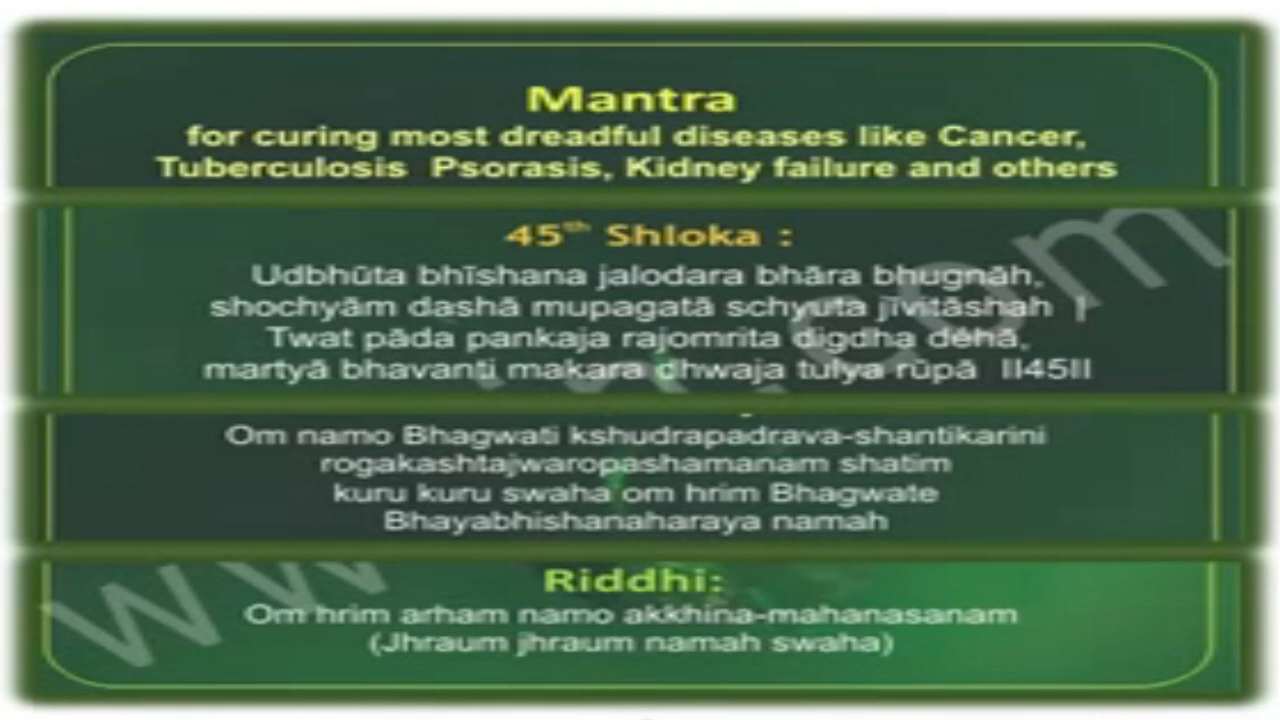 Mantra
for curing most dreadful diseases like Cancer,
Tuberculosis Psorasis, Kidney failure and others
45th Shloka :
Udbhūta bhīshana jalodara bhāra bhugnāh,
shochyām dashā mupagatā schyuta jīvitāshah I
Twat pāda pankaja rajomrita digdha dēhā,
martyā bhavanti makara dhwaja tulya rūpā II45II
Om namo Bhagwati kshudrapadrava-shantikarini
rogakashtajwaropashamanam shatim
kuru kuru swaha om hrim Bhagwate
Bhayabhishanaharaya namah
Riddhi:
Om hrim arham namo akkhina-mahanasanam
(Jhraum jhraum namah swaha)